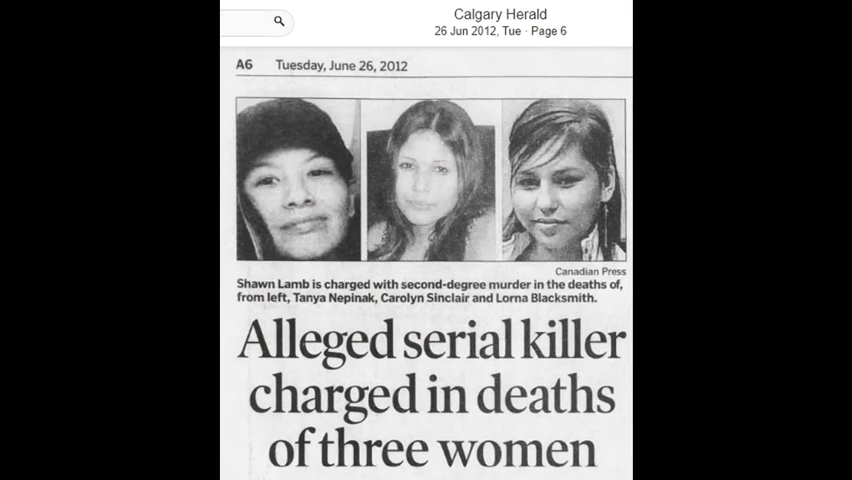 Calgary Herald
26 Jun 2012, Tue · Page 6
A6 Tuesday, June 26, 2012
Canadian Press
Shawn Lamb is charged with second-degree murder in the deaths of,
from left, Tanya Nepinak, Carolyn Sinclair and Lorna Blacksmith.
Alleged serial killer
charged in deaths
of three women